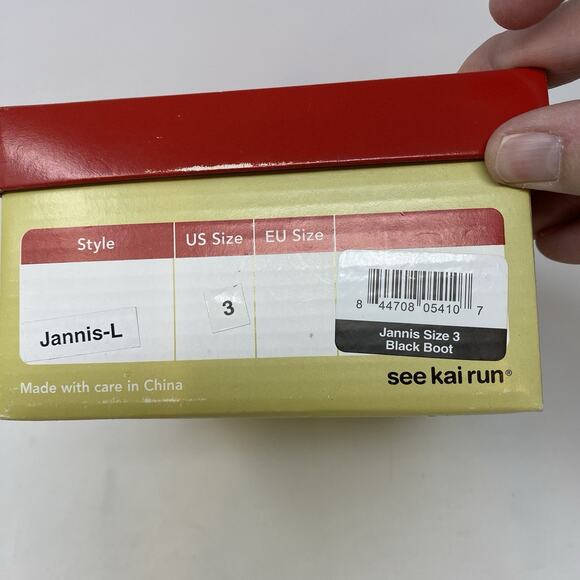 Style US Size EU Size
Jannis-L 3
8 44708 05410 7
Jannis Size 3
Black Boot
Made with care in China
see kai run®